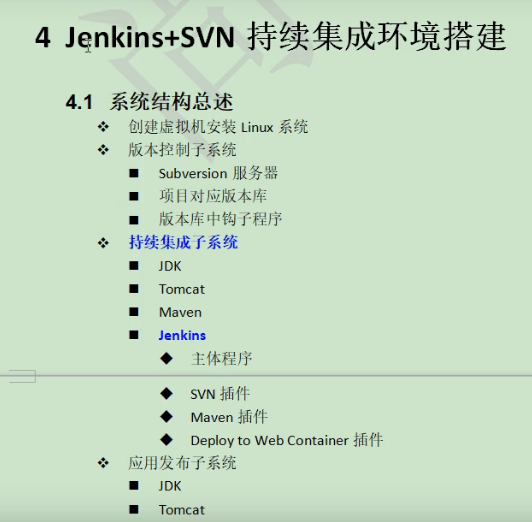 4 Jenkins+SVN 持续集成环境搭建
4.1 系统结构总述
创建虚拟机安装 Linux 系统
版本控制子系统
Subversion 服务器
项目对应版本库
版本库中钩子程序
持续集成子系统
JDK
Tomcat
Maven
Jenkins
主体程序
SVN 插件
Maven 插件
Deploy to Web Container 插件
应用发布子系统
JDK
Tomcat